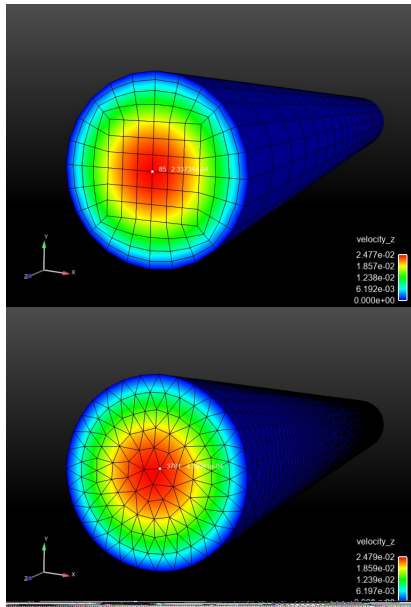 Y
Z
X
velocity_z
2.477e-02
1.857e-02
1.238e-02
6.192e-03
0.000e+00
85
Y
Z
X
velocity_z
2.479e-02
1.859e-02
1.239e-02
6.197e-03